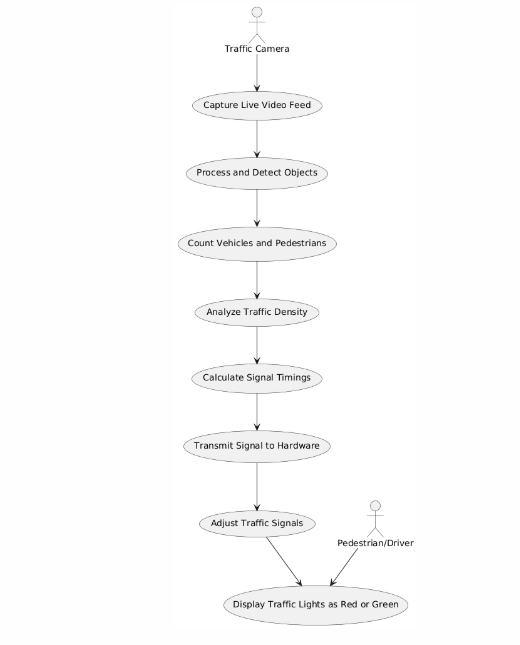 Traffic Camera
Capture Live Video Feed
Process and Detect Objects
Count Vehicles and Pedestrians
Analyze Traffic Density
Calculate Signal Timings
Transmit Signal to Hardware
Adjust Traffic Signals
Pedestrian/Driver
Display Traffic Lights as Red or Green